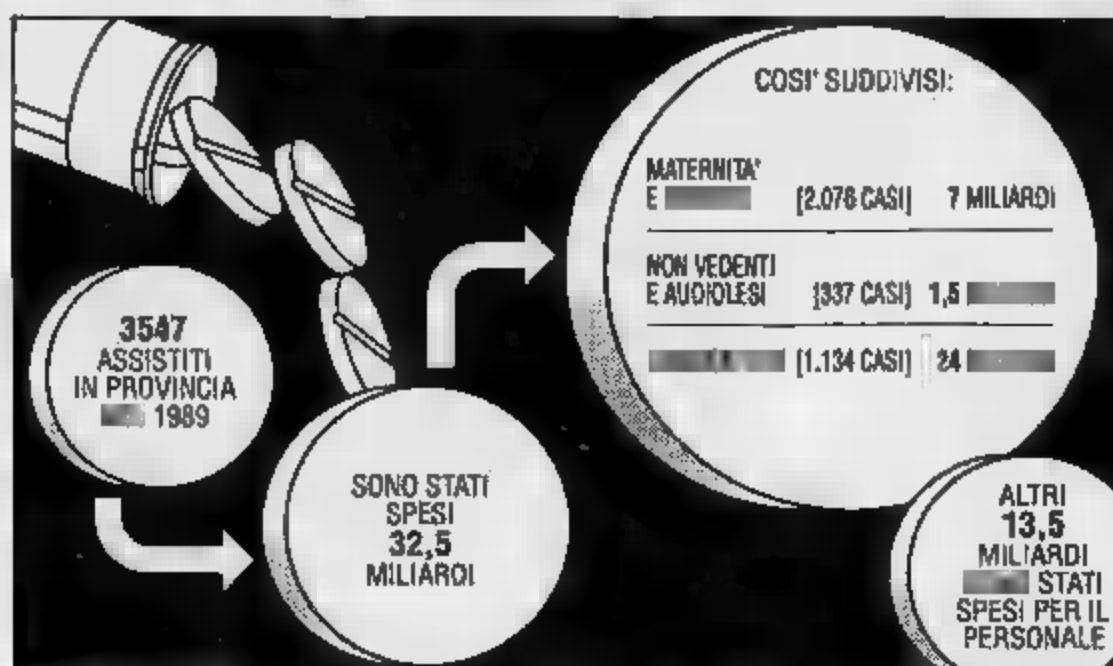 COSI' SUDDIVISI:
MATERNITA'
E [2.076 CASI] 7 MILIARDI
NON VEDENTI
E AUDIOLESI [337 CASI] 1,5
[1.134 CASI] 24
3547
ASSISTITI
IN PROVINCIA
1989
SONO STATI
SPESI
32,5
MILIARDI
ALTRI
13,5
MILIARDI
STATI
SPESI PER IL
PERSONALE